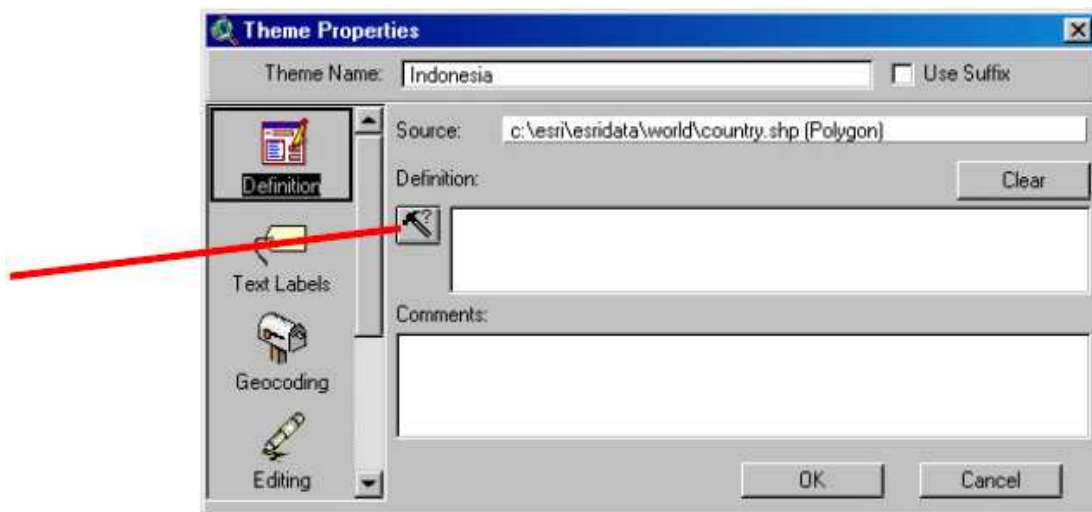 Theme Properties
Theme Name: Indonesia Use Suffix
Definition
Text Labels
Geocoding
Editing
Source: c:\esri\esridata\world\country.shp (Polygon)
Definition: Clear
Comments:
OK Cancel